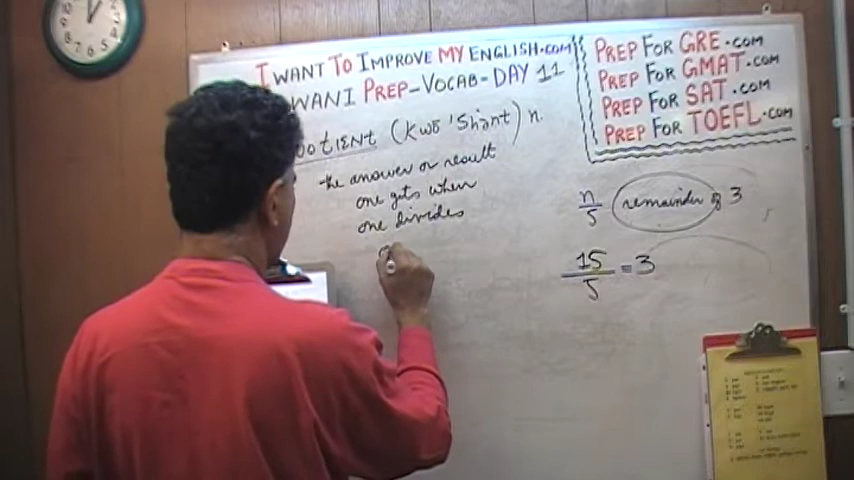 I WANT TO IMPROVE MY ENGLISH.COM
WANI PREP-VOCAB-DAY 11
PREP FOR GRE.COM
PREP FOR GMAT.COM
PREP FOR SAT.COM
PREP FOR TOEFL.COM
OTIENT (KWō 'Shənt) n.
the answer or result
one gets when
one divides
n/5 remainder of 3
15/5 = 3